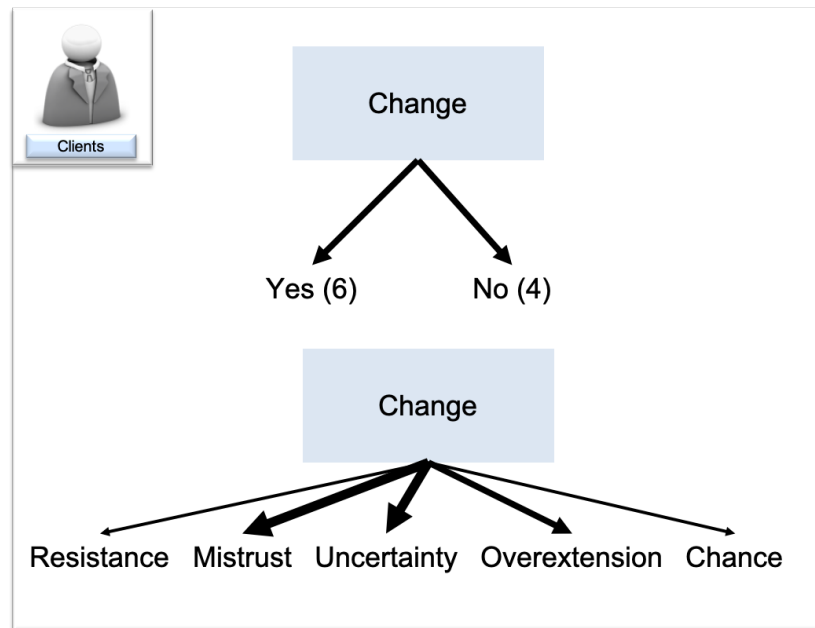 Clients
Change
Yes (6) No (4)
Change
Resistance Mistrust Uncertainty Overextension Chance